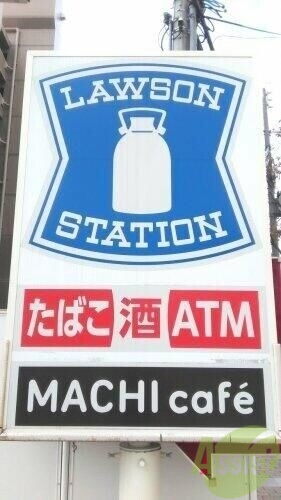 LAWSON
STATION
たばこ 酒 ATM
MACHI café